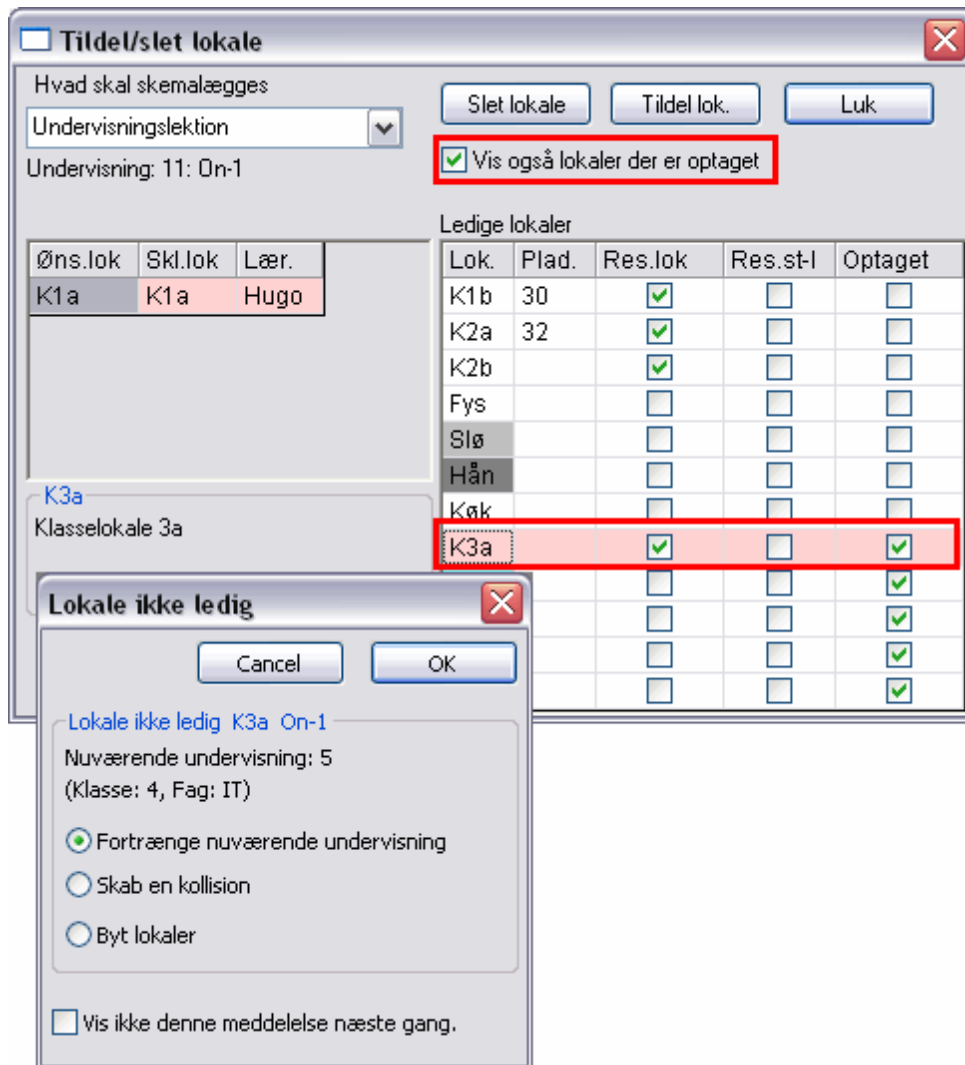 Tildel/slet lokale
Hvad skal skemalægges
Undervisningslektion
Undervisning: 11: On-1
Slet lokale Tildel lok. Luk
Vis også lokaler der er optaget
Øns.lok Skl.lok Lær.
K1a K1a Hugo
Ledige lokaler
Lok. Plad. Res.lok Res.st-l Optaget
K1b 30
K2a 32
K2b
Fys
Slø
Hån
Køk
K3a
K3a
Klasselokale 3a
Lokale ikke ledig
Cancel OK
Lokale ikke ledig K3a On-1
Nuværende undervisning: 5
(Klasse: 4, Fag: IT)
Fortrænge nuværende undervisning
Skab en kollision
Byt lokaler
Vis ikke denne meddelelse næste gang.